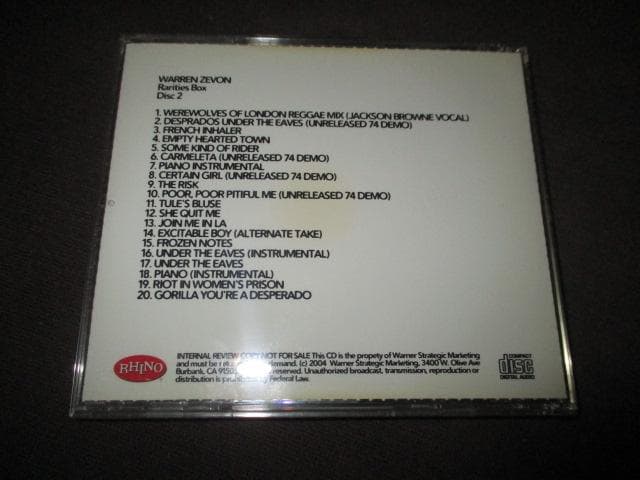 WARREN ZEVON
Rarities Box
Disc 2
1. WEREWOLVES OF LONDON REGGAE MIX (JACKSON BROWNE VOCAL)
2. DESPRADOS UNDER THE EAVES (UNRELEASED 74 DEMO)
3. FRENCH INHALER
4. EMPTY HEARTED TOWN
5. SOME KIND OF RIDER
6. CARMELETA (UNRELEASED 74 DEMO)
7. PIANO INSTRUMENTAL
8. CERTAIN GIRL (UNRELEASED 74 DEMO)
9. THE RISK
10. POOR, POOR PITIFUL ME (UNRELEASED 74 DEMO)
11. TULE'S BLUSE
12. SHE QUIT ME
13. JOIN ME IN LA
14. EXCITABLE BOY (ALTERNATE TAKE)
15. FROZEN NOTES
16. UNDER THE EAVES (INSTRUMENTAL)
17. UNDER THE EAVES
18. PIANO (INSTRUMENTAL)
19. RIOT IN WOMEN'S PRISON
20. GORILLA YOU'RE A DESPERADO
RHINO
INTERNAL REVIEW COPY NOT FOR SALE This CD is the propety of Warner Strategic Marketing
and must be demand. (c) 2004 Warner Strategic Marketing, 3400 W. Olive Ave
Burbank, CA reserved. Unauthorized broadcast, transmission, reproduction or
distribution is Federal Law.
COMPACT
disc
DIGITAL AUDIO